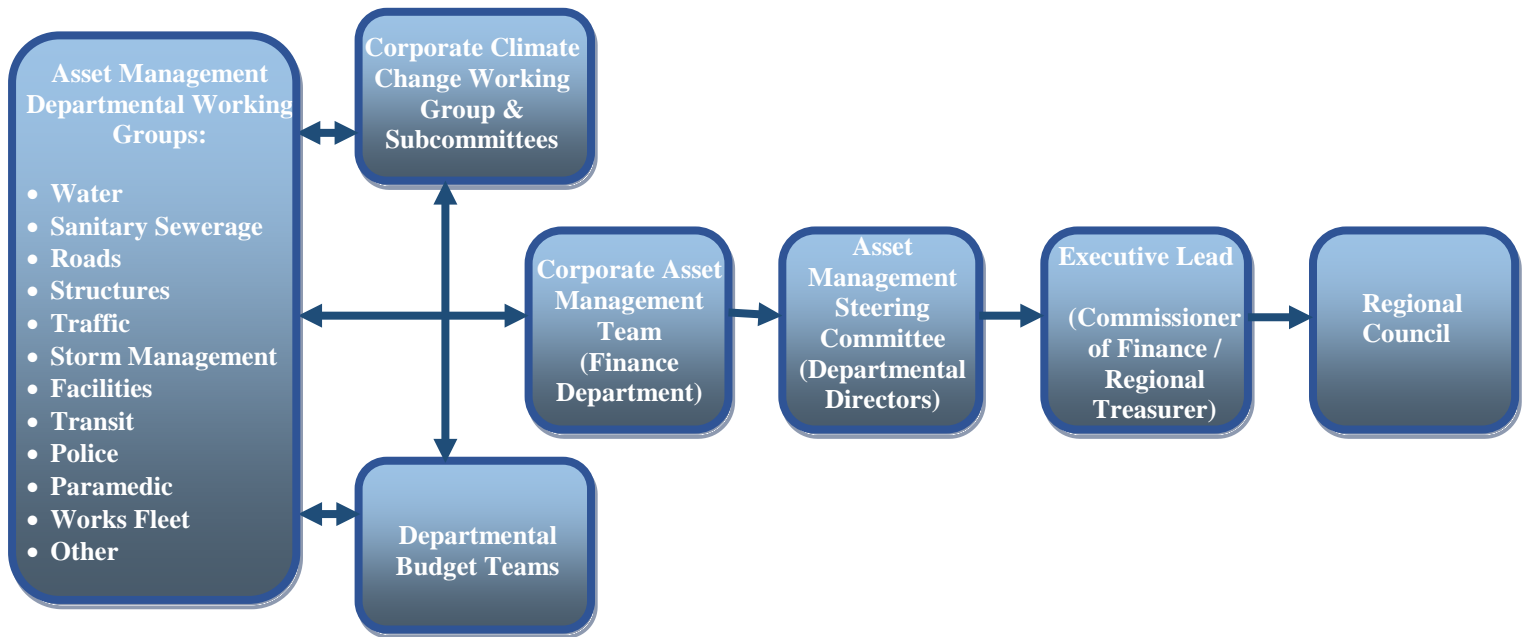 Asset Management
Departmental Working
Groups:
• Water
• Sanitary Sewerage
• Roads
• Structures
• Traffic
• Storm Management
• Facilities
• Transit
• Police
• Paramedic
• Works Fleet
• Other
Corporate Climate
Change Working
Group &
Subcommittees
Departmental
Budget Teams
Corporate Asset
Management
Team
(Finance
Department)
Asset
Management
Steering
Committee
(Departmental
Directors)
Executive Lead
(Commissioner
of Finance /
Regional
Treasurer)
Regional
Council